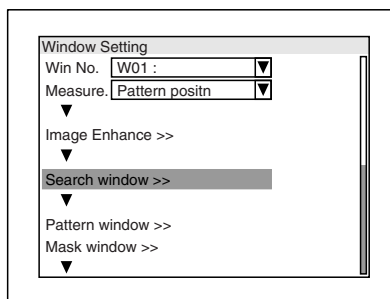 Window Setting
Win No. W01 :
Measure. Pattern positn
Image Enhance >>
Search window >>
Pattern window >>
Mask window >>